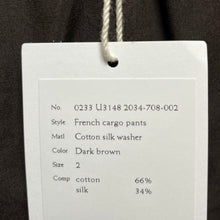 No. 0233 U3148 2034-708-002
Style French cargo pants
Matl Cotton silk washer
Color Dark brown
Size 2
Comp cotton 66%
silk 34%